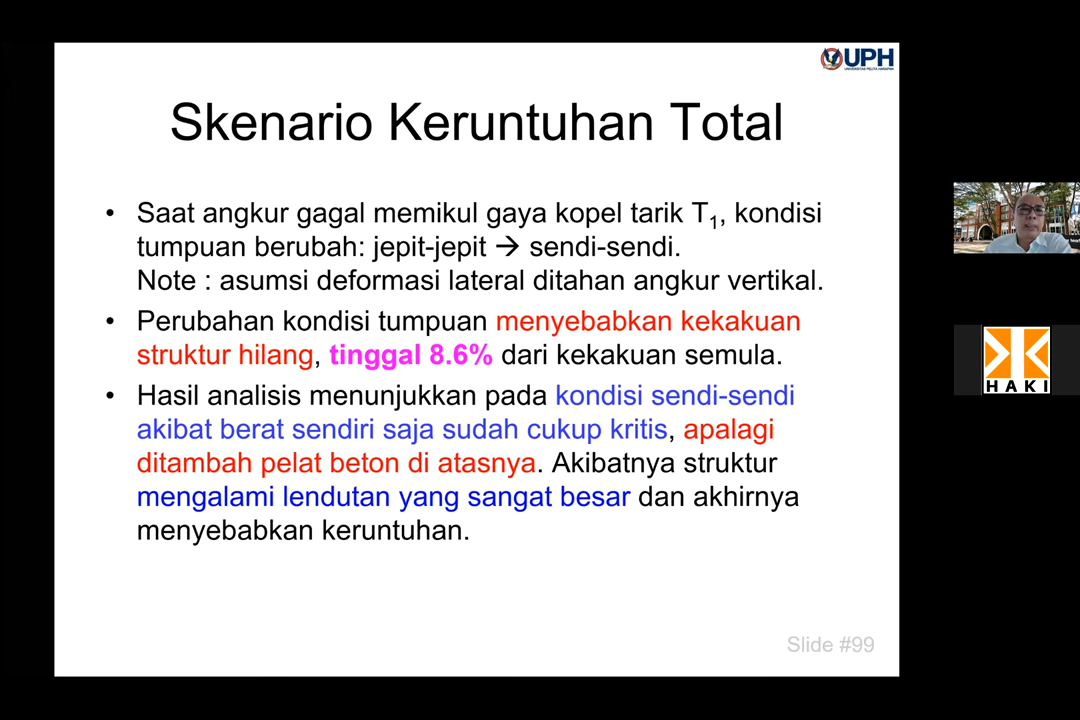 UPH
UNIVERSITAS PELITA HARAPAN
Skenario Keruntuhan Total
• Saat angkur gagal memikul gaya kopel tarik T1, kondisi
tumpuan berubah: jepit-jepit → sendi-sendi.
Note : asumsi deformasi lateral ditahan angkur vertikal.
• Perubahan kondisi tumpuan menyebabkan kekakuan
struktur hilang, tinggal 8.6% dari kekakuan semula.
• Hasil analisis menunjukkan pada kondisi sendi-sendi
akibat berat sendiri saja sudah cukup kritis, apalagi
ditambah pelat beton di atasnya. Akibatnya struktur
mengalami lendutan yang sangat besar dan akhirnya
menyebabkan keruntuhan.
Slide #99
HAKI